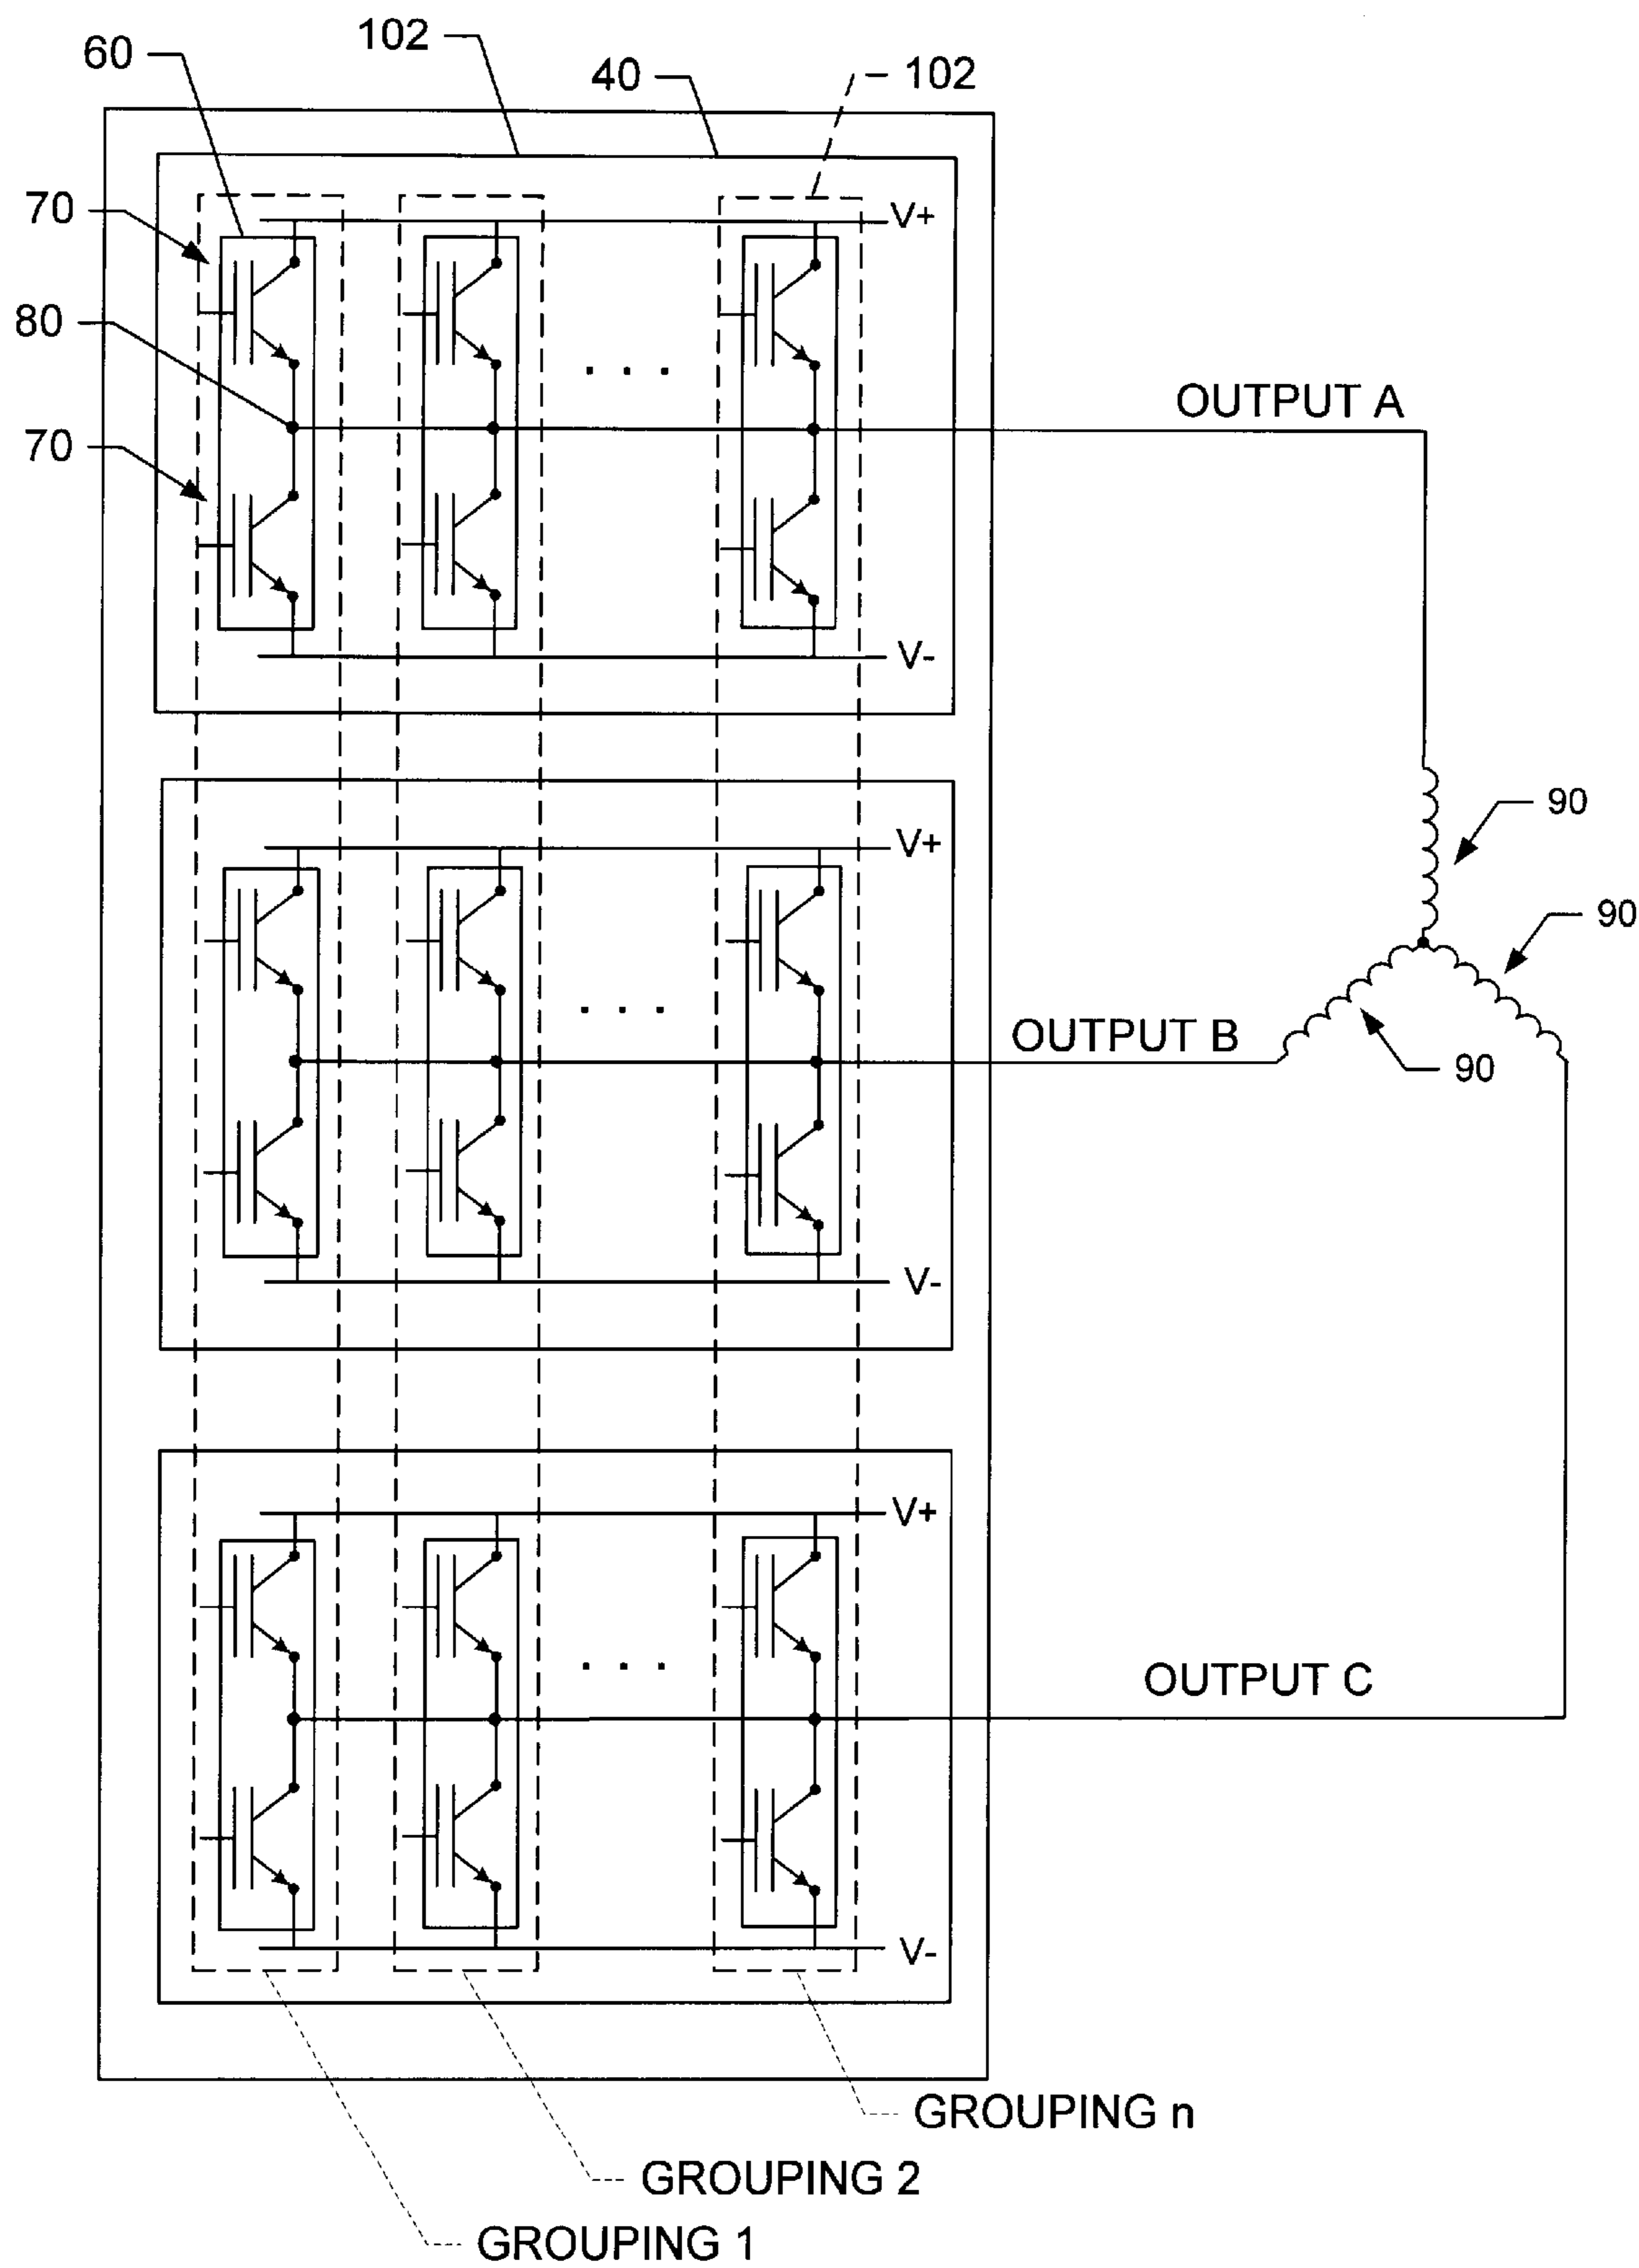 102
60
40
102
70
V+
80
OUTPUT A
70
V-
90
V+
90
OUTPUT B
90
V-
V+
OUTPUT C
V-
GROUPING n
GROUPING 2
GROUPING 1